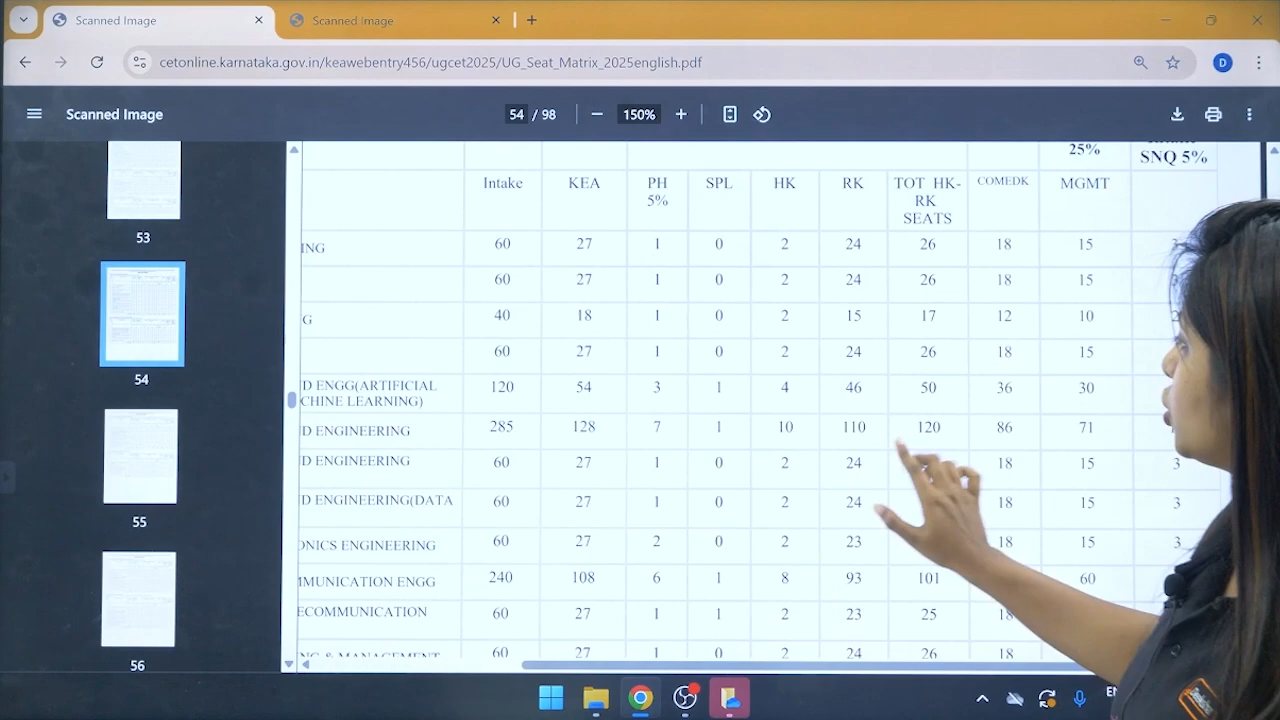 Scanned Image
Scanned image
cetonline.karnataka.gov.in/keawebentry456/ugcet2025/UG_Seat_Matrix_2025english.pdf
D
Scanned Image
54 / 98
150%
53
54
55
56
25%
SNQ 5%
Intake KEA PH 5% SPL HK RK TOT HK-RK SEATS COMEDK MGMT
ING 60 27 1 0 2 24 26 18 15
60 27 1 0 2 24 26 18 15
G 40 18 1 0 2 15 17 12 10
60 27 1 0 2 24 26 18 15
D ENGG(ARTIFICIAL
CHINE LEARNING) 120 54 3 1 4 46 50 36 30
D ENGINEERING 285 128 7 1 10 110 120 86 71
D ENGINEERING 60 27 1 0 2 24 18 15 3
D ENGINEERING(DATA 60 27 1 0 2 24 18 15 3
ONICS ENGINEERING 60 27 2 0 2 23 18 15 3
MMUNICATION ENGG 240 108 6 1 8 93 101 60
ECOMMUNICATION 60 27 1 1 2 23 25 18
NG & MANAGEMENT 60 27 1 0 2 24 26 18